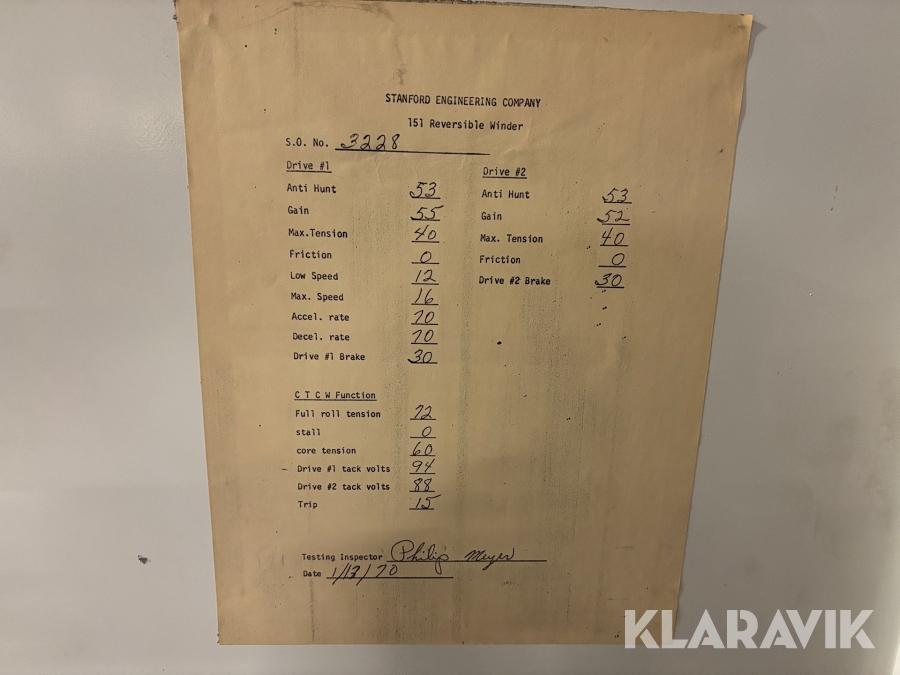 STANFORD ENGINEERING COMPANY
151 Reversible Winder
S.O. No. 3228
Drive #1
Anti Hunt 53
Gain 55
Max.Tension 40
Friction 0
Low Speed 12
Max. Speed 16
Accel. rate 70
Decel. rate 70
Drive #1 Brake 30
Drive #2
Anti Hunt 53
Gain 52
Max. Tension 40
Friction 0
Drive #2 Brake 30
C T C W Function
Full roll tension 72
stall 0
core tension 60
Drive #1 tack volts 94
Drive #2 tack volts 88
Trip 15
Testing Inspector Philip Meyer
Date 1/13/70
KLARAVIK